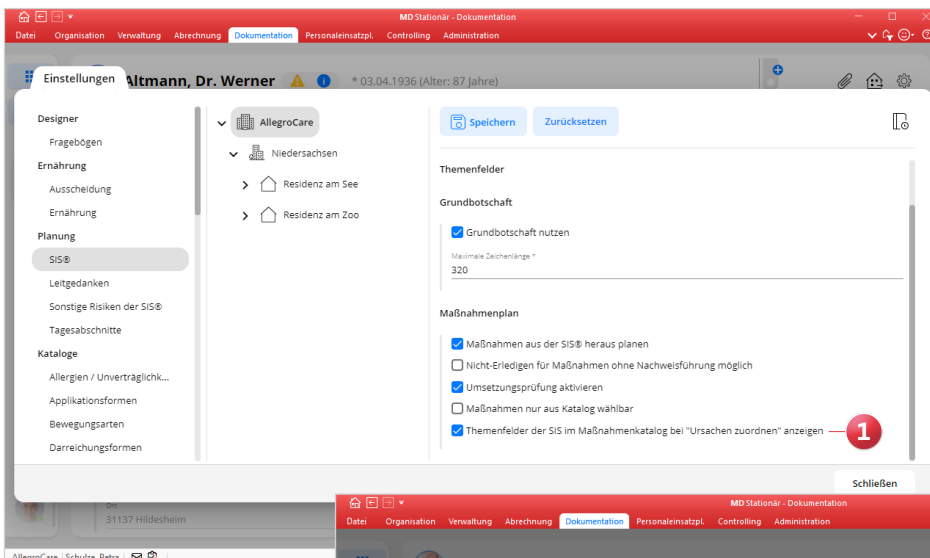 MD Stationär - Dokumentation
Datei Organisation Verwaltung Abrechnung Dokumentation Personaleinsatzpl. Controlling Administration
Einstellungen
Altmann, Dr. Werner * 03.04.1936 (Alter: 87 Jahre)
Designer
Fragebögen
Ernährung
Ausscheidung
Ernährung
Planung
SIS®
Leitgedanken
Sonstige Risiken der SIS®
Tagesabschnitte
Kataloge
Allergien / Unverträglichk...
Applikationsformen
Bewegungsarten
Darreichungsformen
AllegroCare
Niedersachsen
Residenz am See
Residenz am Zoo
Speichern Zurücksetzen
Themenfelder
Grundbotschaft
Grundbotschaft nutzen
Maximale Zeichenlänge *
320
Maßnahmenplan
Maßnahmen aus der SIS® heraus planen
Nicht-Erledigen für Maßnahmen ohne Nachweisführung möglich
Umsetzungsprüfung aktivieren
Maßnahmen nur aus Katalog wählbar
Themenfelder der SIS im Maßnahmenkatalog bei "Ursachen zuordnen" anzeigen
1
Schließen
Ort
31137 Hildesheim
AllegroCare Schulze, Petra
MD Stationär - Dokumentation
Datei Organisation Verwaltung Abrechnung Dokumentation Personaleinsatzpl. Controlling Administration